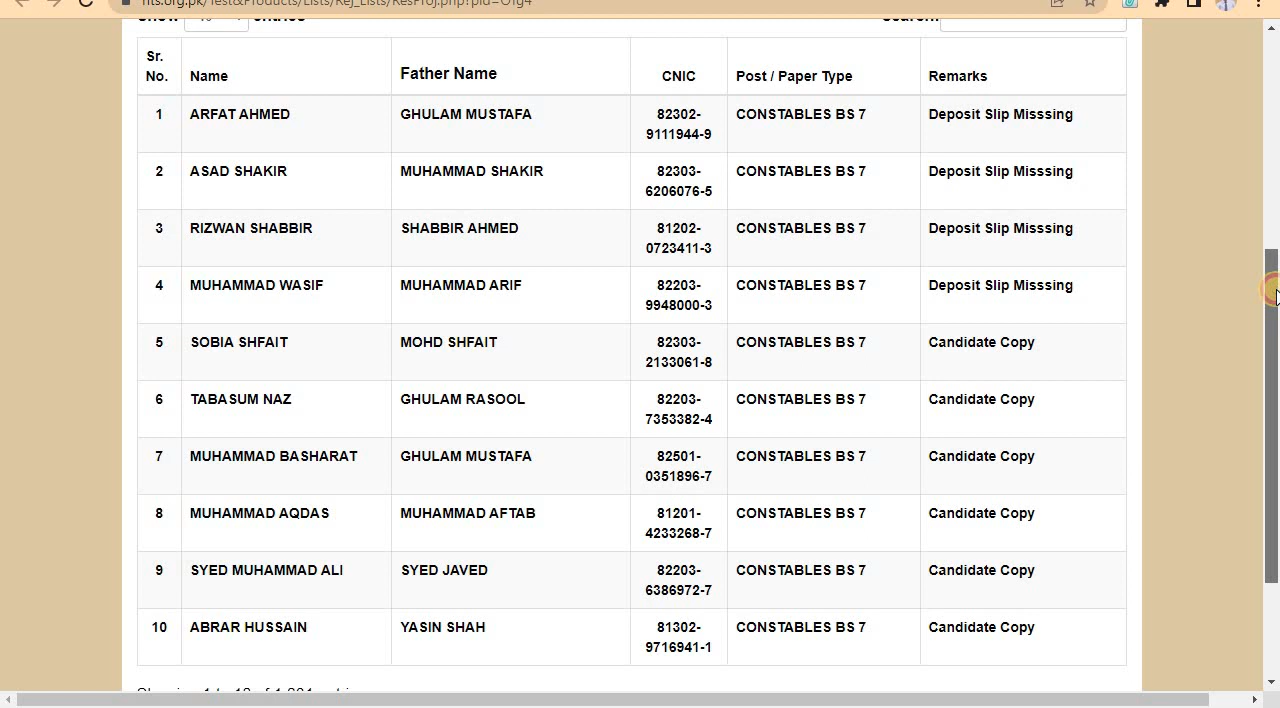 Sr. No. Name Father Name CNIC Post / Paper Type Remarks
1 ARFAT AHMED GHULAM MUSTAFA 82302-9111944-9 CONSTABLES BS 7 Deposit Slip Misssing
2 ASAD SHAKIR MUHAMMAD SHAKIR 82303-6206076-5 CONSTABLES BS 7 Deposit Slip Misssing
3 RIZWAN SHABBIR SHABBIR AHMED 81202-0723411-3 CONSTABLES BS 7 Deposit Slip Misssing
4 MUHAMMAD WASIF MUHAMMAD ARIF 82203-9948000-3 CONSTABLES BS 7 Deposit Slip Misssing
5 SOBIA SHFAIT MOHD SHFAIT 82303-2133061-8 CONSTABLES BS 7 Candidate Copy
6 TABASUM NAZ GHULAM RASOOL 82203-7353382-4 CONSTABLES BS 7 Candidate Copy
7 MUHAMMAD BASHARAT GHULAM MUSTAFA 82501-0351896-7 CONSTABLES BS 7 Candidate Copy
8 MUHAMMAD AQDAS MUHAMMAD AFTAB 81201-4233268-7 CONSTABLES BS 7 Candidate Copy
9 SYED MUHAMMAD ALI SYED JAVED 82203-6386972-7 CONSTABLES BS 7 Candidate Copy
10 ABRAR HUSSAIN YASIN SHAH 81302-9716941-1 CONSTABLES BS 7 Candidate Copy